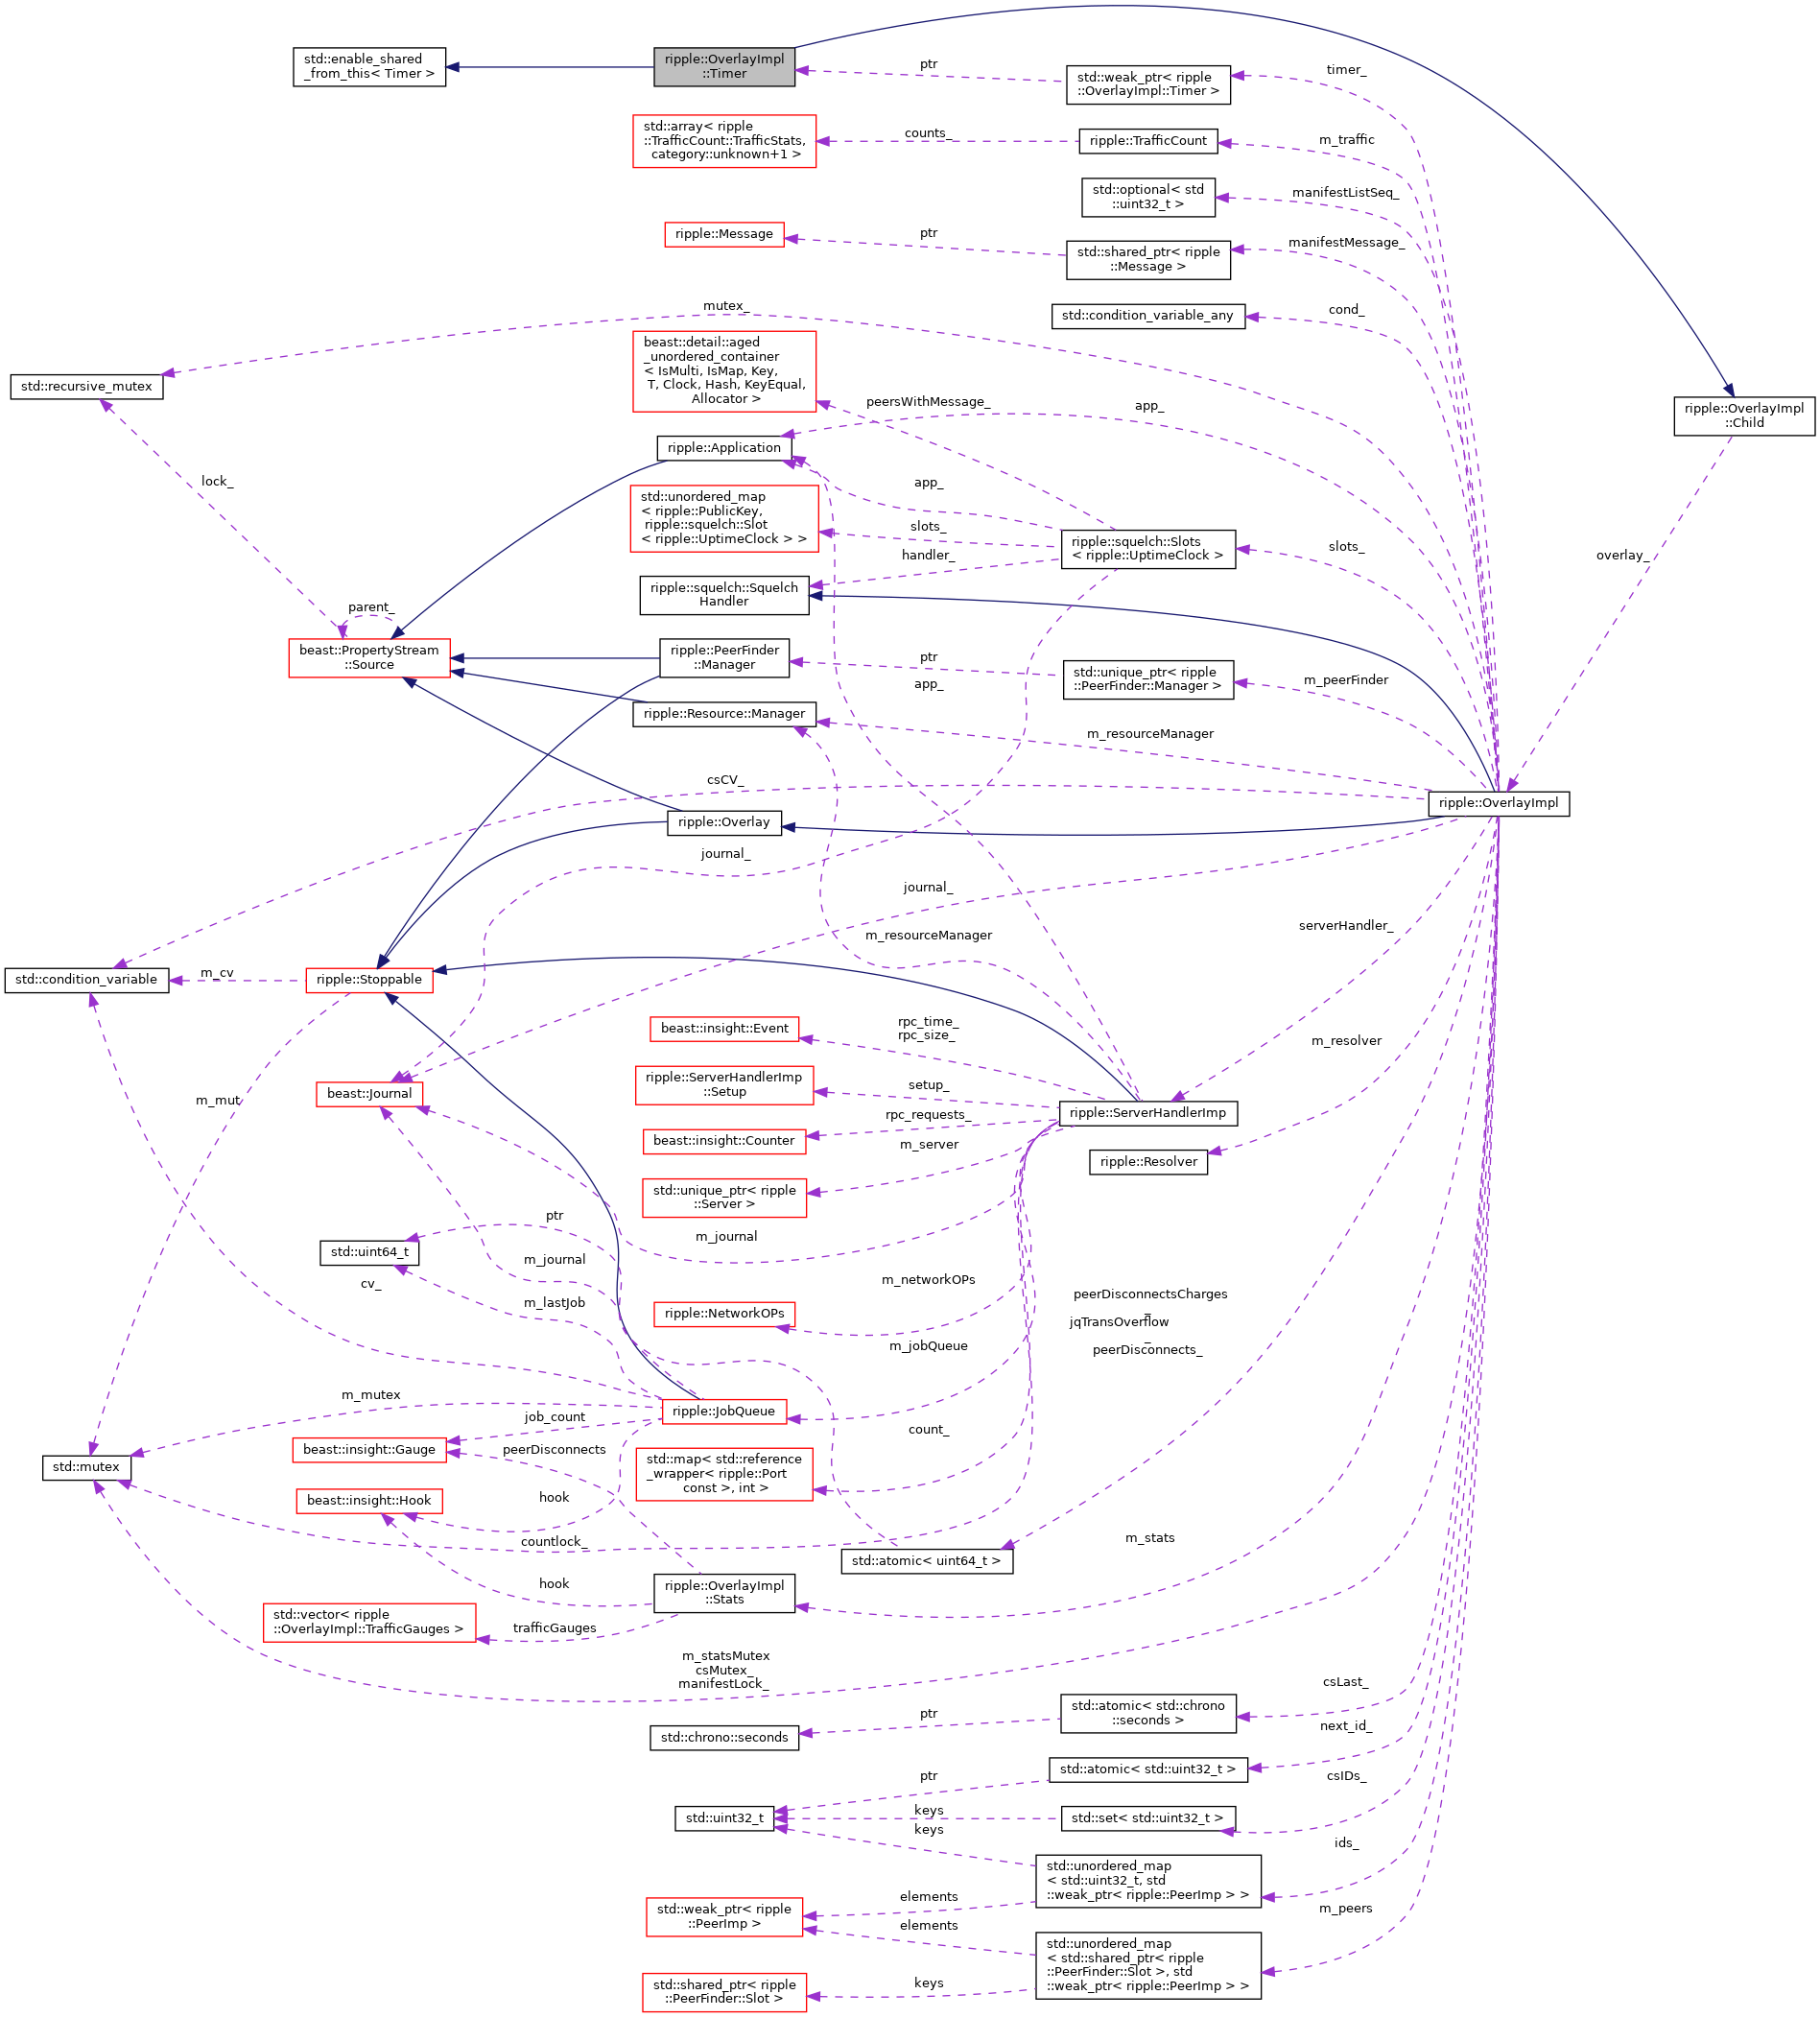 std::enable_shared
_from_this< Timer >
ripple::OverlayImpl
::Timer
ptr
std::weak_ptr< ripple
::OverlayImpl::Timer >
timer_
std::array< ripple
::TrafficCount::TrafficStats,
category::unknown+1 >
counts_
ripple::TrafficCount
m_traffic
std::optional< std
::uint32_t >
manifestListSeq_
ripple::Message
ptr
std::shared_ptr< ripple
::Message >
manifestMessage_
mutex_
std::condition_variable_any
cond_
beast::detail::aged
_unordered_container
< IsMulti, IsMap, Key,
T, Clock, Hash, KeyEqual,
Allocator >
std::recursive_mutex
peersWithMessage_
app_
ripple::OverlayImpl
::Child
ripple::Application
lock_
app_
std::unordered_map
< ripple::PublicKey,
ripple::squelch::Slot
< ripple::UptimeClock > >
slots_
ripple::squelch::Slots
< ripple::UptimeClock >
slots_
overlay_
handler_
ripple::squelch::Squelch
Handler
parent_
beast::PropertyStream
::Source
ripple::PeerFinder
::Manager
ptr
std::unique_ptr< ripple
::PeerFinder::Manager >
m_peerFinder
app_
ripple::Resource::Manager
m_resourceManager
csCV_
ripple::OverlayImpl
ripple::Overlay
journal_
journal_
m_resourceManager
serverHandler_
std::condition_variable
m_cv
ripple::Stoppable
beast::insight::Event
rpc_time_
rpc_size_
m_resolver
ripple::ServerHandlerImp
::Setup
setup_
beast::Journal
m_mut
rpc_requests_
ripple::ServerHandlerImp
beast::insight::Counter
m_server
ripple::Resolver
std::unique_ptr< ripple
::Server >
ptr
m_journal
std::uint64_t
m_journal
cv_
m_lastJob
m_networkOPs
peerDisconnectsCharges
_
jqTransOverflow
_
peerDisconnects_
ripple::NetworkOPs
m_jobQueue
m_mutex
ripple::JobQueue
job_count
count_
beast::insight::Gauge
peerDisconnects
std::mutex
std::map< std::reference
_wrapper< ripple::Port
const >, int >
beast::insight::Hook
hook
countlock_
m_stats
std::atomic< uint64_t >
hook
ripple::OverlayImpl
::Stats
std::vector< ripple
::OverlayImpl::TrafficGauges >
trafficGauges
m_statsMutex
csMutex_
manifestLock_
csLast_
std::atomic< std::chrono
::seconds >
ptr
std::chrono::seconds
next_id_
std::atomic< std::uint32_t >
ptr
csIDs_
std::uint32_t
keys
std::set< std::uint32_t >
keys
ids_
std::unordered_map
< std::uint32_t, std
::weak_ptr< ripple::PeerImp > >
elements
std::weak_ptr< ripple
::PeerImp >
m_peers
elements
std::unordered_map
< std::shared_ptr< ripple
::PeerFinder::Slot >, std
::weak_ptr< ripple::PeerImp > >
keys
std::shared_ptr< ripple
::PeerFinder::Slot >